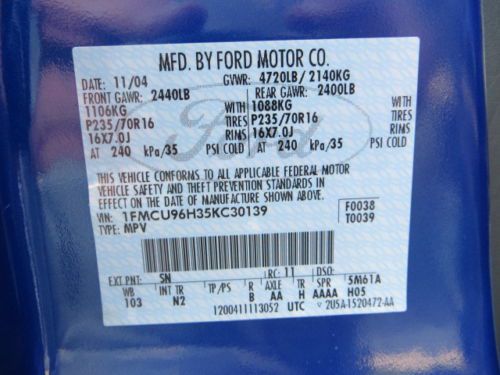 MFD. BY FORD MOTOR CO.
DATE: 11/04 GVWR: 4720LB/ 2140KG
FRONT GAWR: 2440LB REAR GAWR: 2400LB
1106KG WITH 1088KG WITH
P235/70R16 TIRES P235/70R16 TIRES
16X7.0J RIMS 16X7.0J RIMS
AT 240 kPa/35 PSI COLD AT 240 kPa/35 PSI COLD
THIS VEHICLE CONFORMS TO ALL APPLICABLE FEDERAL MOTOR
VEHICLE SAFETY AND THEFT PREVENTION STANDARDS IN
EFFECT ON THE DATE OF MANUFACTURE SHOWN ABOVE.
VIN: 1FMCU96H35KC30139 F0038
TYPE: MPV T0039
EXT PNT: SN RC: 11 DSO:
WB INT TR TP/PS R AXLE TR SPR 5M61A
103 N2 B AA H AAAA H05
1200411113052 UTC 2U5A-1520472-AA
Ford